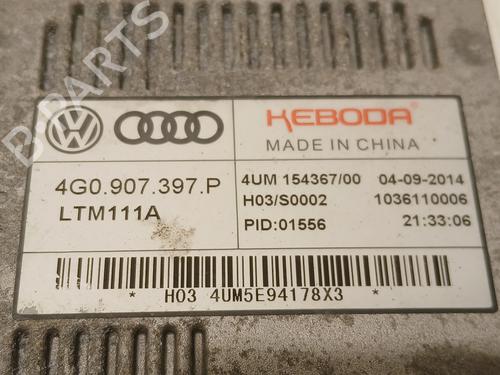 B-PARTS
KEBODA
MADE IN CHINA
4G0.907.397.P
LTM111A
4UM 154367/00 04-09-2014
H03/S0002 1036110006
PID:01556 21:33:06
* H03 4UM5E94178X3 *